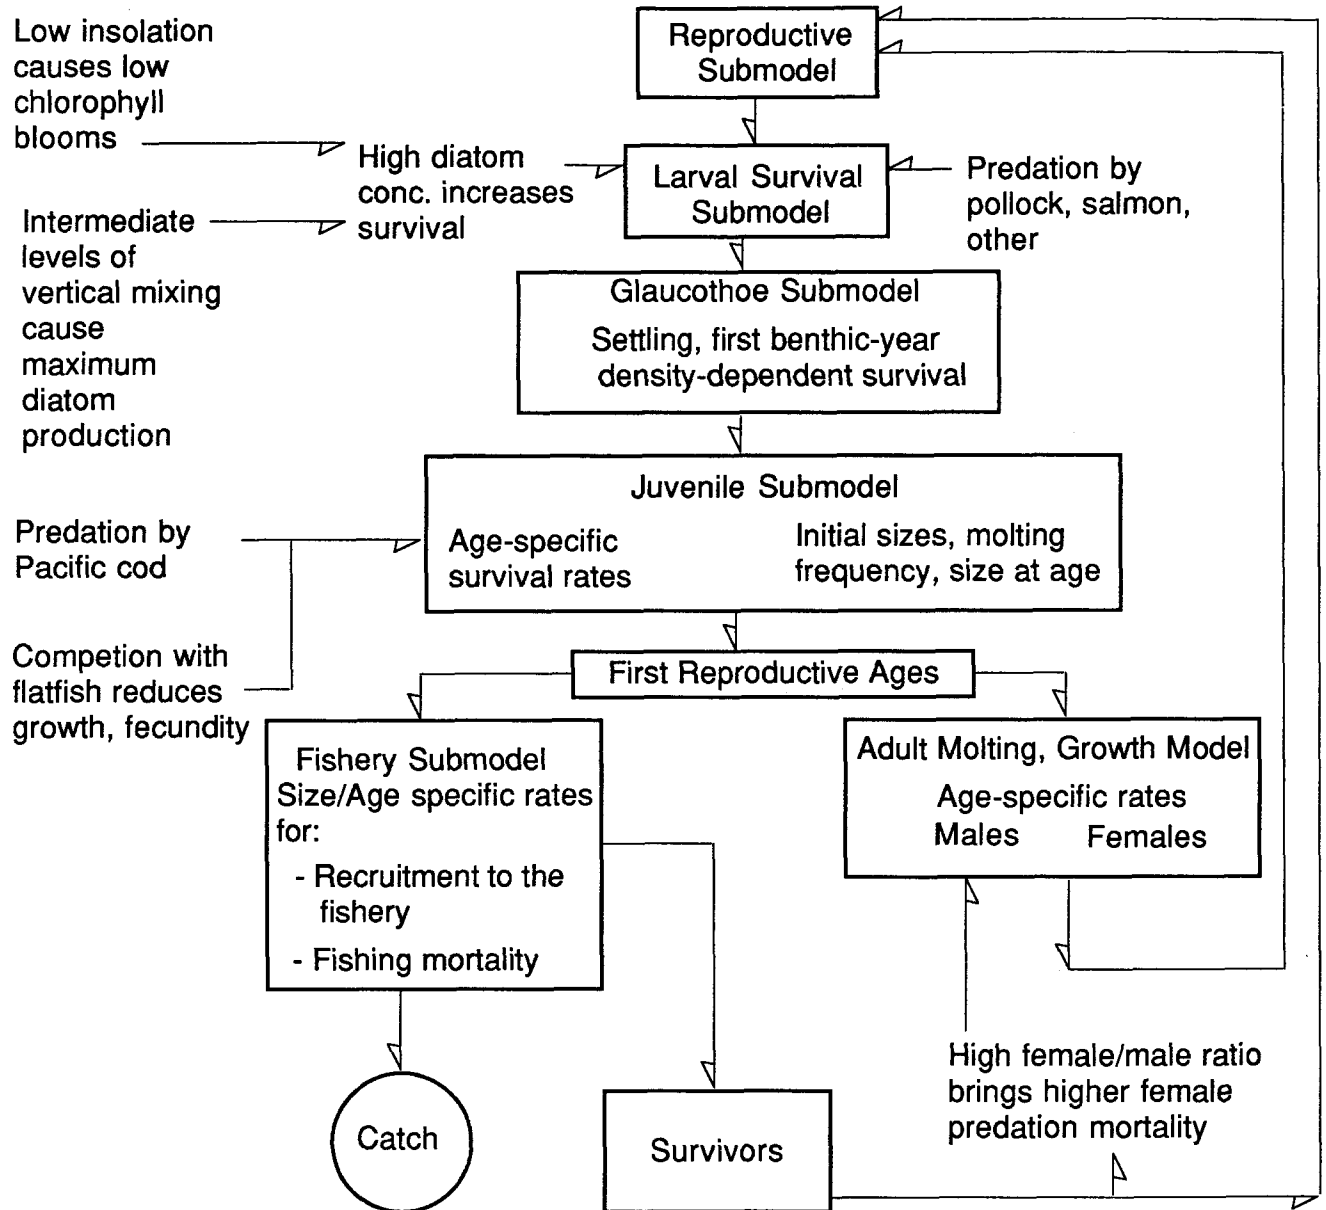 Low insolation
causes low
chlorophyll
blooms
Reproductive
Submodel
High diatom
conc. increases
survival
Larval Survival
Submodel
Predation by
pollock, salmon,
other
Intermediate
levels of
vertical mixing
cause
maximum
diatom
production
Glaucothoe Submodel
Settling, first benthic-year
density-dependent survival
Juvenile Submodel
Age-specific
survival rates
Initial sizes, molting
frequency, size at age
Predation by
Pacific cod
Competion with
flatfish reduces
growth, fecundity
First Reproductive Ages
Fishery Submodel
Size/Age specific rates
for:
- Recruitment to the
fishery
- Fishing mortality
Adult Molting, Growth Model
Age-specific rates
Males Females
High female/male ratio
brings higher female
predation mortality
Catch
Survivors